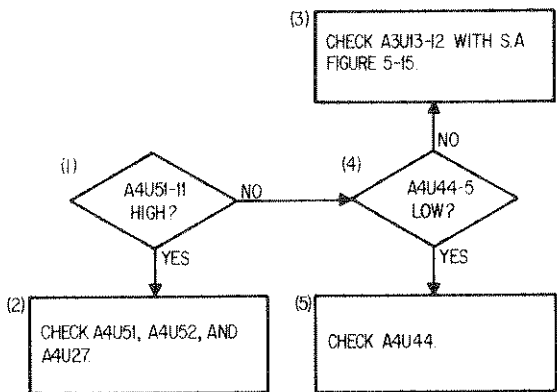 (3)
CHECK A3U13-12 WITH S.A
FIGURE 5-15.
NO
(1)
A4U51-11
HIGH?
NO
(4)
A4U44-5
LOW?
YES
YES
(2)
CHECK A4U51, A4U52, AND
A4U27.
(5)
CHECK A4U44.